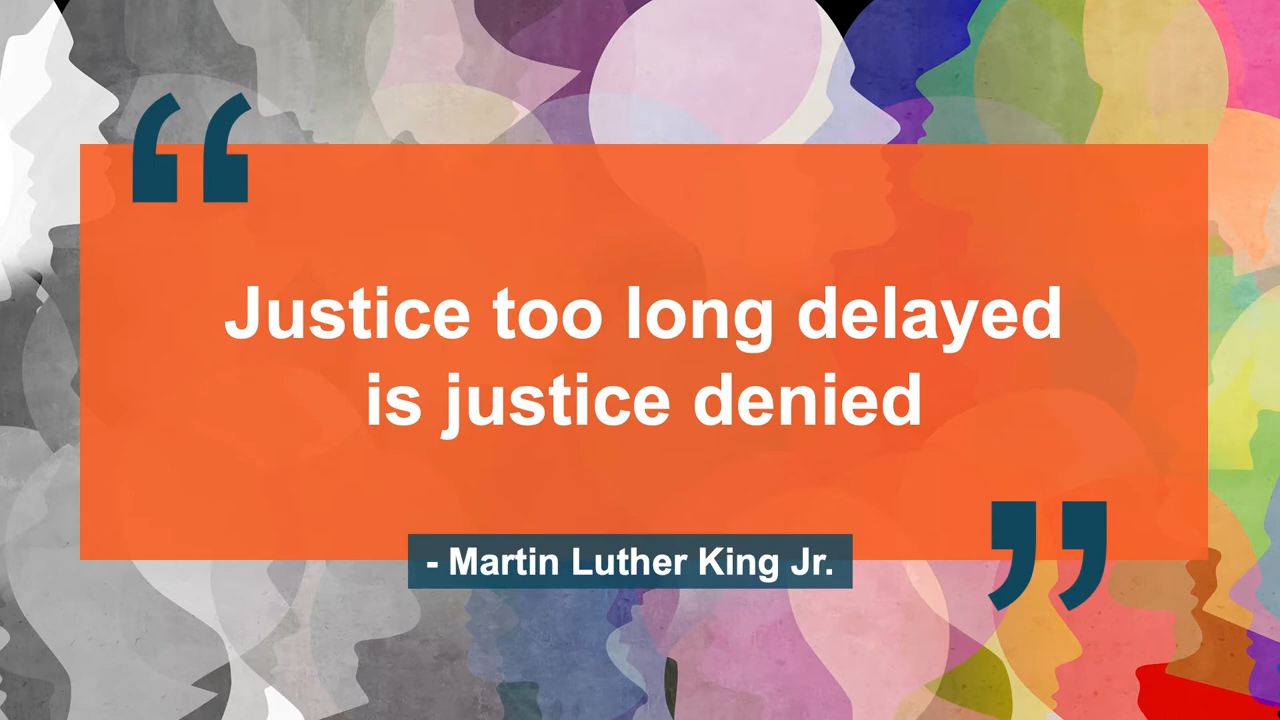 “
Justice too long delayed
is justice denied
”
- Martin Luther King Jr.